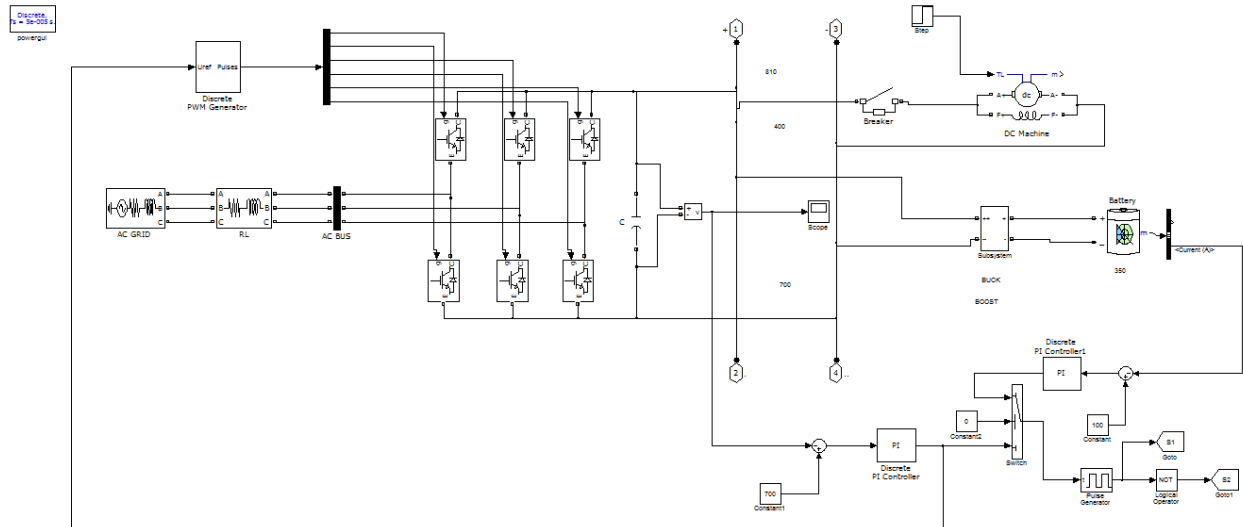 Discrete,
Ts = 5e-005 s.
powergui
Uref Pulses
Discrete
PWM Generator
+ 1
- 3
Step
810
TL m
A+ dc A-
F+ F-
DC Machine
Breaker
400
g C
E
g C
E
g C
E
A A
B B
C C
AC GRID
A A
B B
C C
RL
A
B
C
AC BUS
C
+
-
v
Scope
++ +
- -
Subsystem
Battery
+
m
-
<Current (A)>
350
BUCK
BOOST
700
g C
E
g C
E
g C
E
2 .
4 ..
Discrete
PI Controller1
PI
100
Constant
0
Constant2
Switch
PI
Discrete
PI Controller
700
Constant1
t
Pulse
Generator
S1
Goto
NOT
Logical
Operator
S2
Goto1